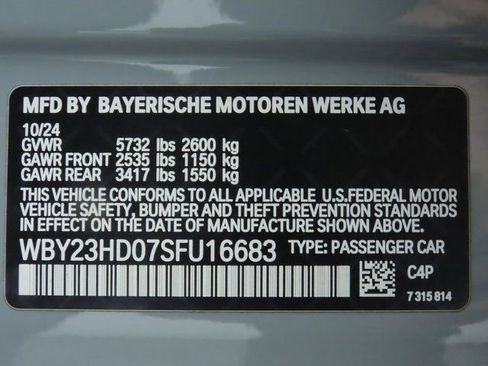 MFD BY BAYERISCHE MOTOREN WERKE AG
10/24
GVWR 5732 lbs 2600 kg
GAWR FRONT 2535 lbs 1150 kg
GAWR REAR 3417 lbs 1550 kg
THIS VEHICLE CONFORMS TO ALL APPLICABLE U.S.FEDERAL MOTOR
VEHICLE SAFETY, BUMPER AND THEFT PREVENTION STANDARDS
IN EFFECT ON THE DATE OF MANUFACTURE SHOWN ABOVE.
WBY23HD07SFU16683 TYPE: PASSENGER CAR
C4P
7 315 814